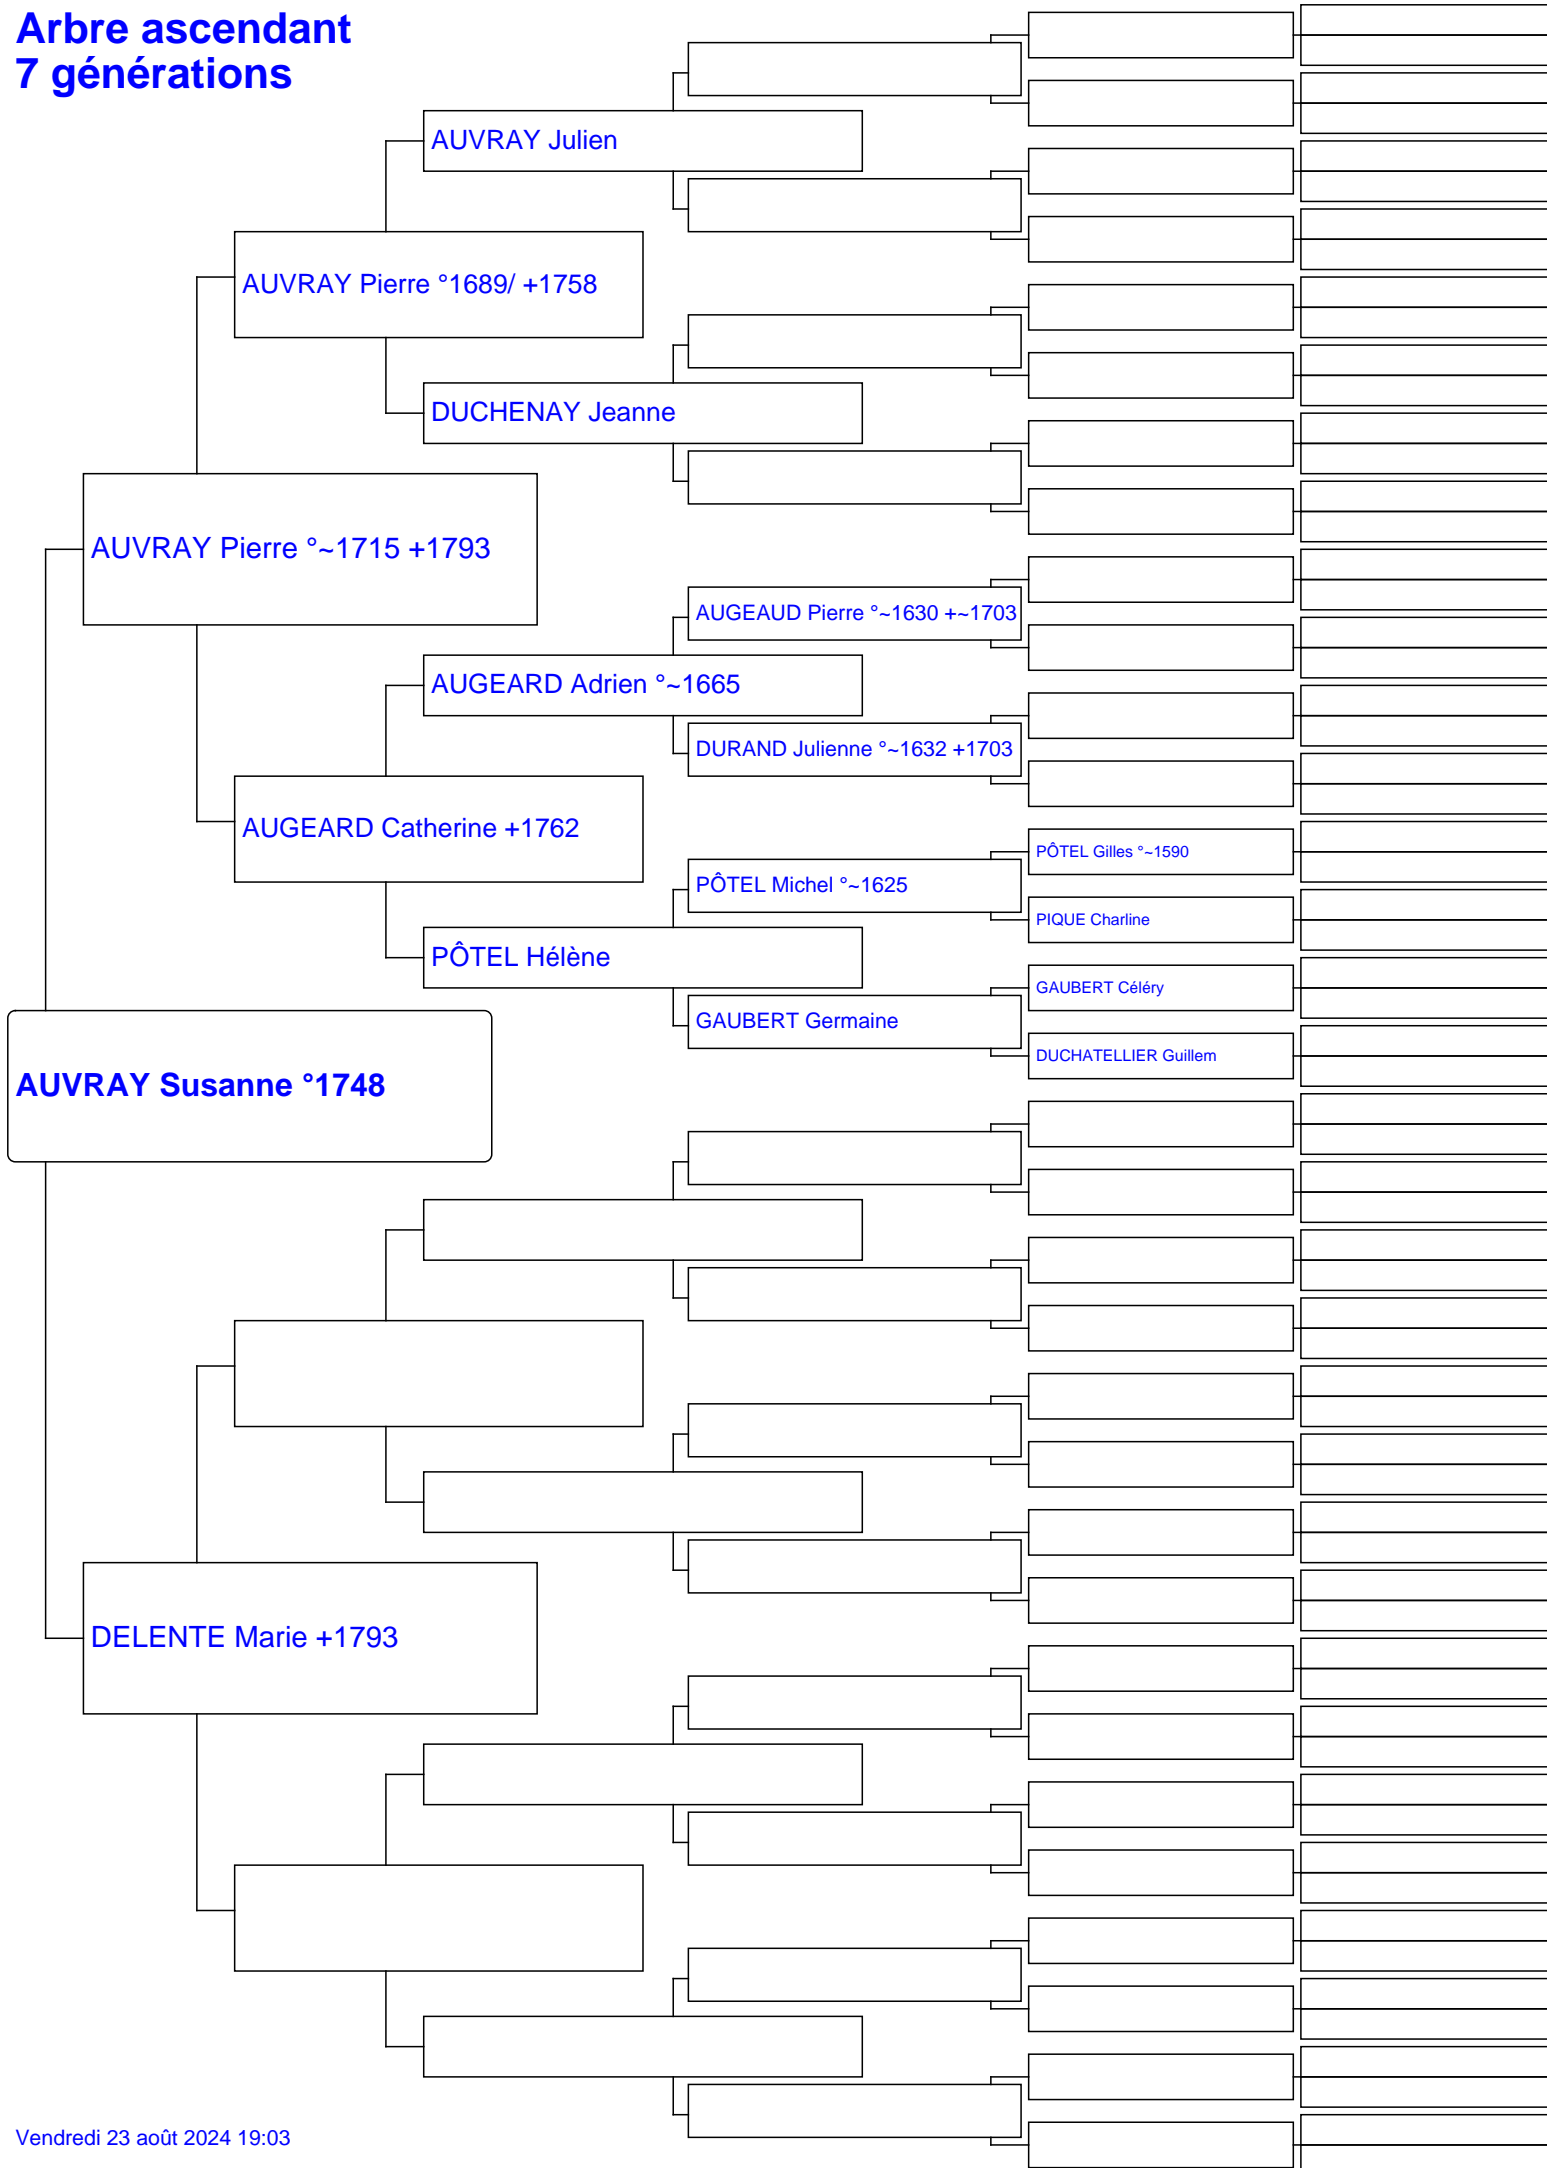 Arbre ascendant
7 générations
AUVRAY Julien
AUVRAY Pierre °1689/ +1758
DUCHENAY Jeanne
AUVRAY Pierre °~1715 +1793
AUGEAUD Pierre °~1630 +~1703
AUGEARD Adrien °~1665
DURAND Julienne °~1632 +1703
AUGEARD Catherine +1762
PÔTEL Gilles °~1590
PÔTEL Michel °~1625
PIQUE Charline
PÔTEL Hélène
GAUBERT Céléry
GAUBERT Germaine
DUCHATELLIER Guillem
AUVRAY Susanne °1748
DELENTE Marie +1793
Vendredi 23 août 2024 19:03